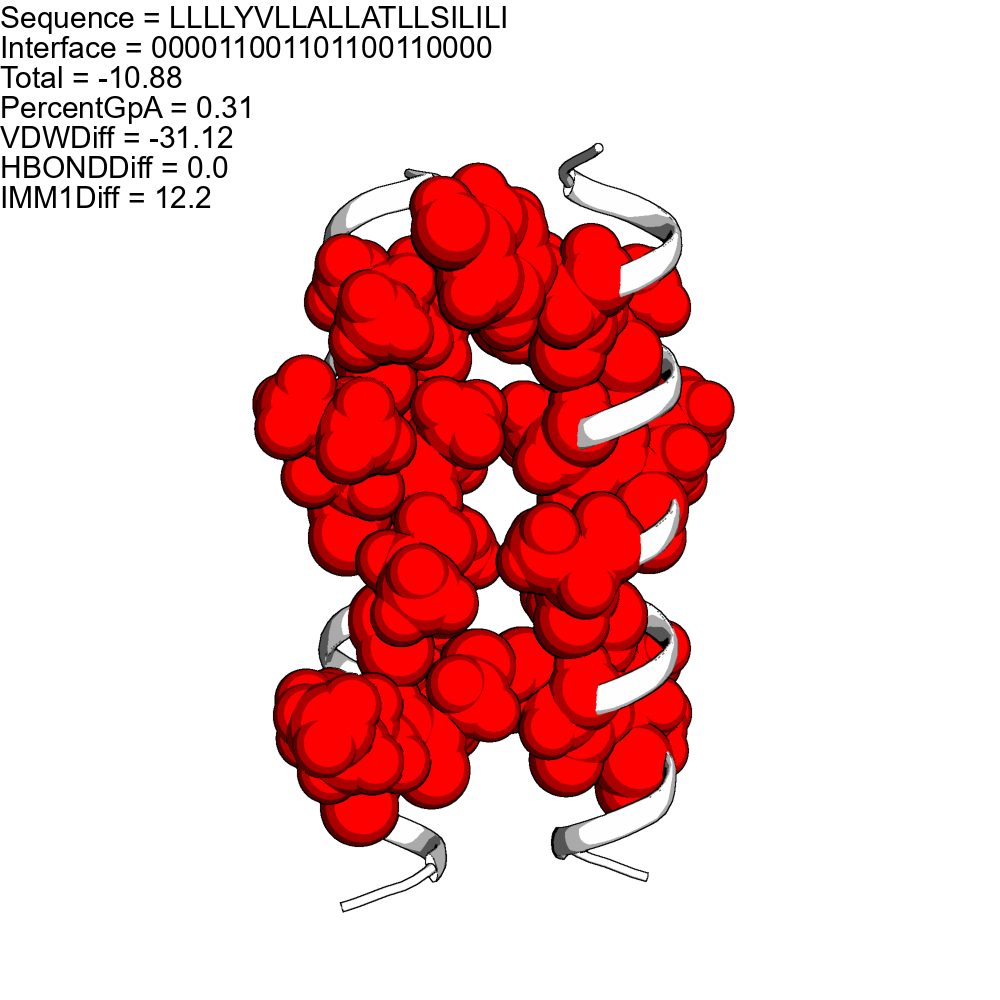 Sequence = LLLLYVLLALLATLLSILILI
Interface = 000011001101100110000
Total = -10.88
PercentGpA = 0.31
VDWDiff = -31.12
HBONDDiff = 0.0
IMM1Diff = 12.2